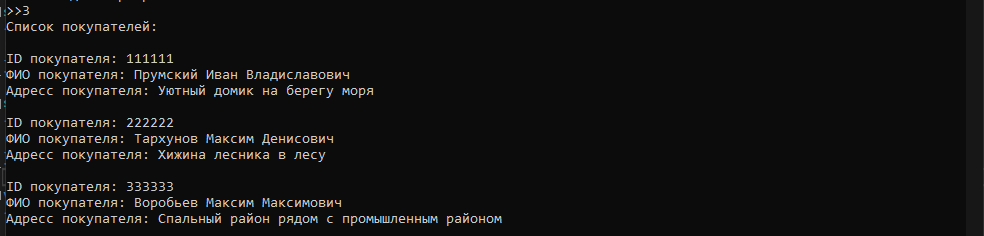 >>3
Список покупателей:
ID покупателя: 111111
ФИО покупателя: Прумский Иван Владиславович
Адресс покупателя: Уютный домик на берегу моря
ID покупателя: 222222
ФИО покупателя: Тархунов Максим Денисович
Адресс покупателя: Хижина лесника в лесу
ID покупателя: 333333
ФИО покупателя: Воробьев Максим Максимович
Адресс покупателя: Спальный район рядом с промышленным районом